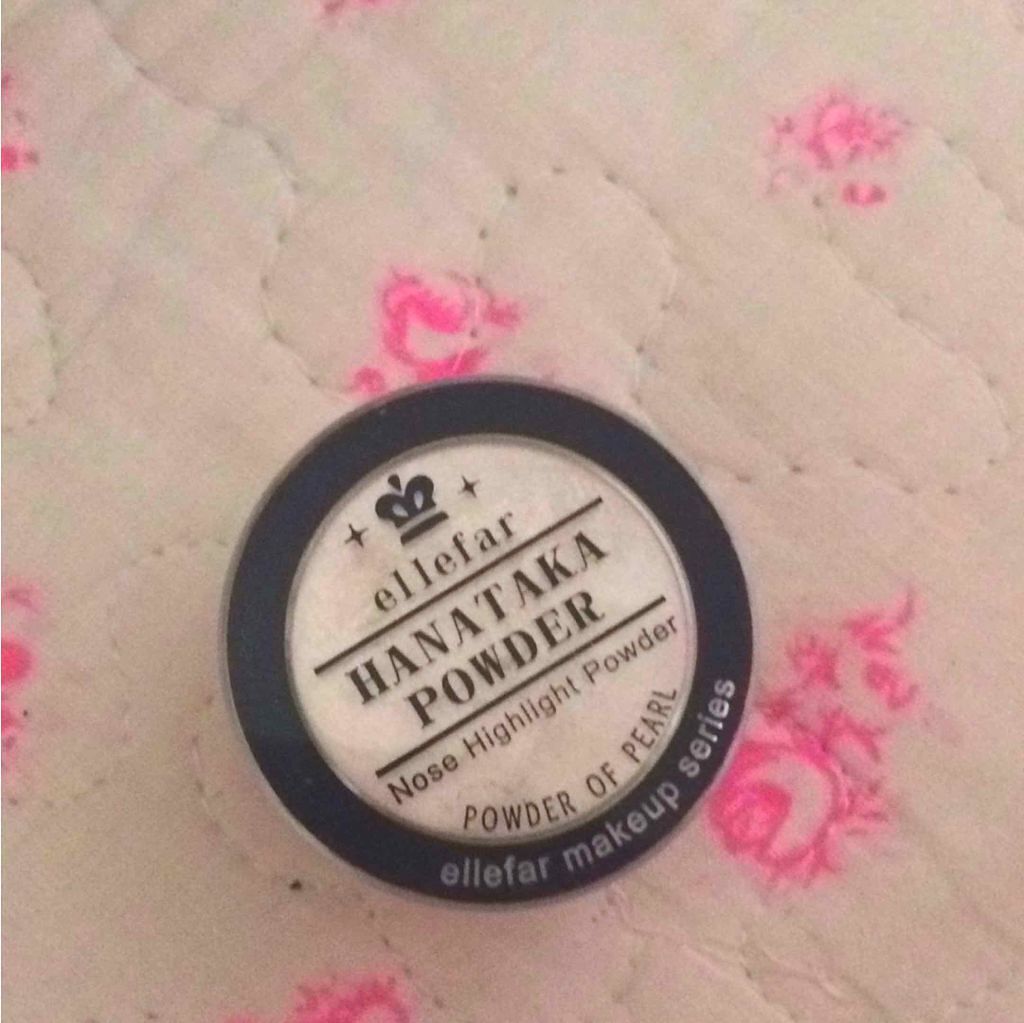 ellefar
HANATAKA
POWDER
Nose Highlight Powder
POWDER OF PEARL
ellefar makeup series